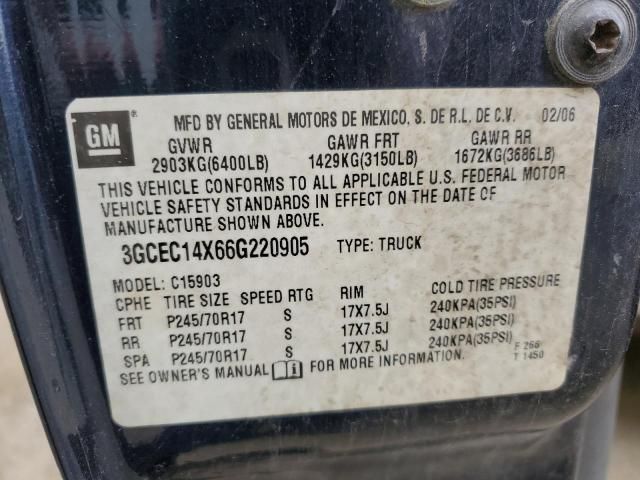 GM
MFD BY GENERAL MOTORS DE MEXICO, S. DE R.L. DE C.V. 02/06
GVWR GAWR FRT GAWR RR
2903KG(6400LB) 1429KG(3150LB) 1672KG(3686LB)
THIS VEHICLE CONFORMS TO ALL APPLICABLE U.S. FEDERAL MOTOR
VEHICLE SAFETY STANDARDS IN EFFECT ON THE DATE OF
MANUFACTURE SHOWN ABOVE.
3GCEC14X66G220905 TYPE: TRUCK
MODEL: C15903
CPHE TIRE SIZE SPEED RTG RIM COLD TIRE PRESSURE
FRT P245/70R17 S 17X7.5J 240KPA(35PSI)
RR P245/70R17 S 17X7.5J 240KPA(35PSI)
SPA P245/70R17 S 17X7.5J 240KPA(35PSI)
SEE OWNER'S MANUAL FOR MORE INFORMATION.
F 266
T 1450